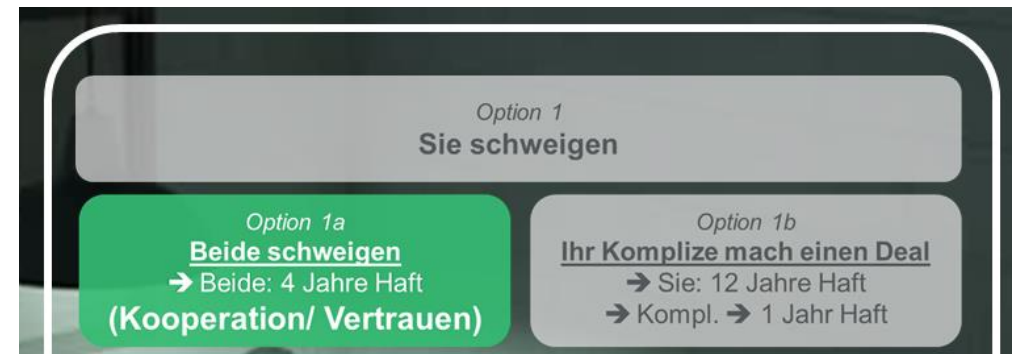 Option 1
Sie schweigen
Option 1a
Beide schweigen
➔ Beide: 4 Jahre Haft
(Kooperation/ Vertrauen)
Option 1b
Ihr Komplize mach einen Deal
➔ Sie: 12 Jahre Haft
➔ Kompl. ➔ 1 Jahr Haft